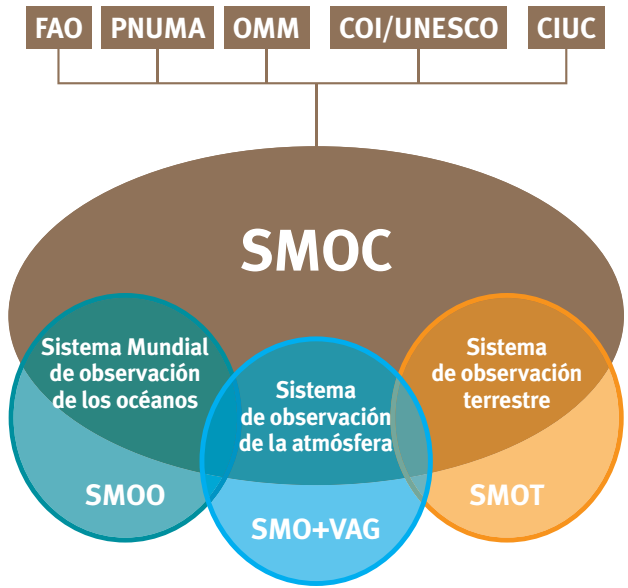 FAO PNUMA OMM COI/UNESCO CIUC
SMOC
Sistema Mundial
de observación
de los océanos
SMOO
Sistema
de observación
de la atmósfera
SMO+VAG
Sistema
de observación
terrestre
SMOT